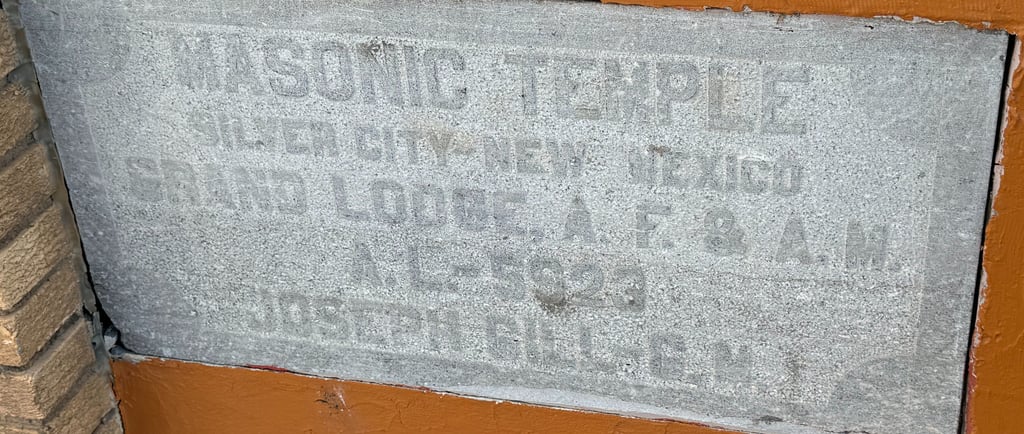 MASONIC TEMPLE
SILVER CITY NEW MEXICO
GRAND LODGE, A. F. & A. M.
A. L. - 5923
JOSEPH GILL - G. M.